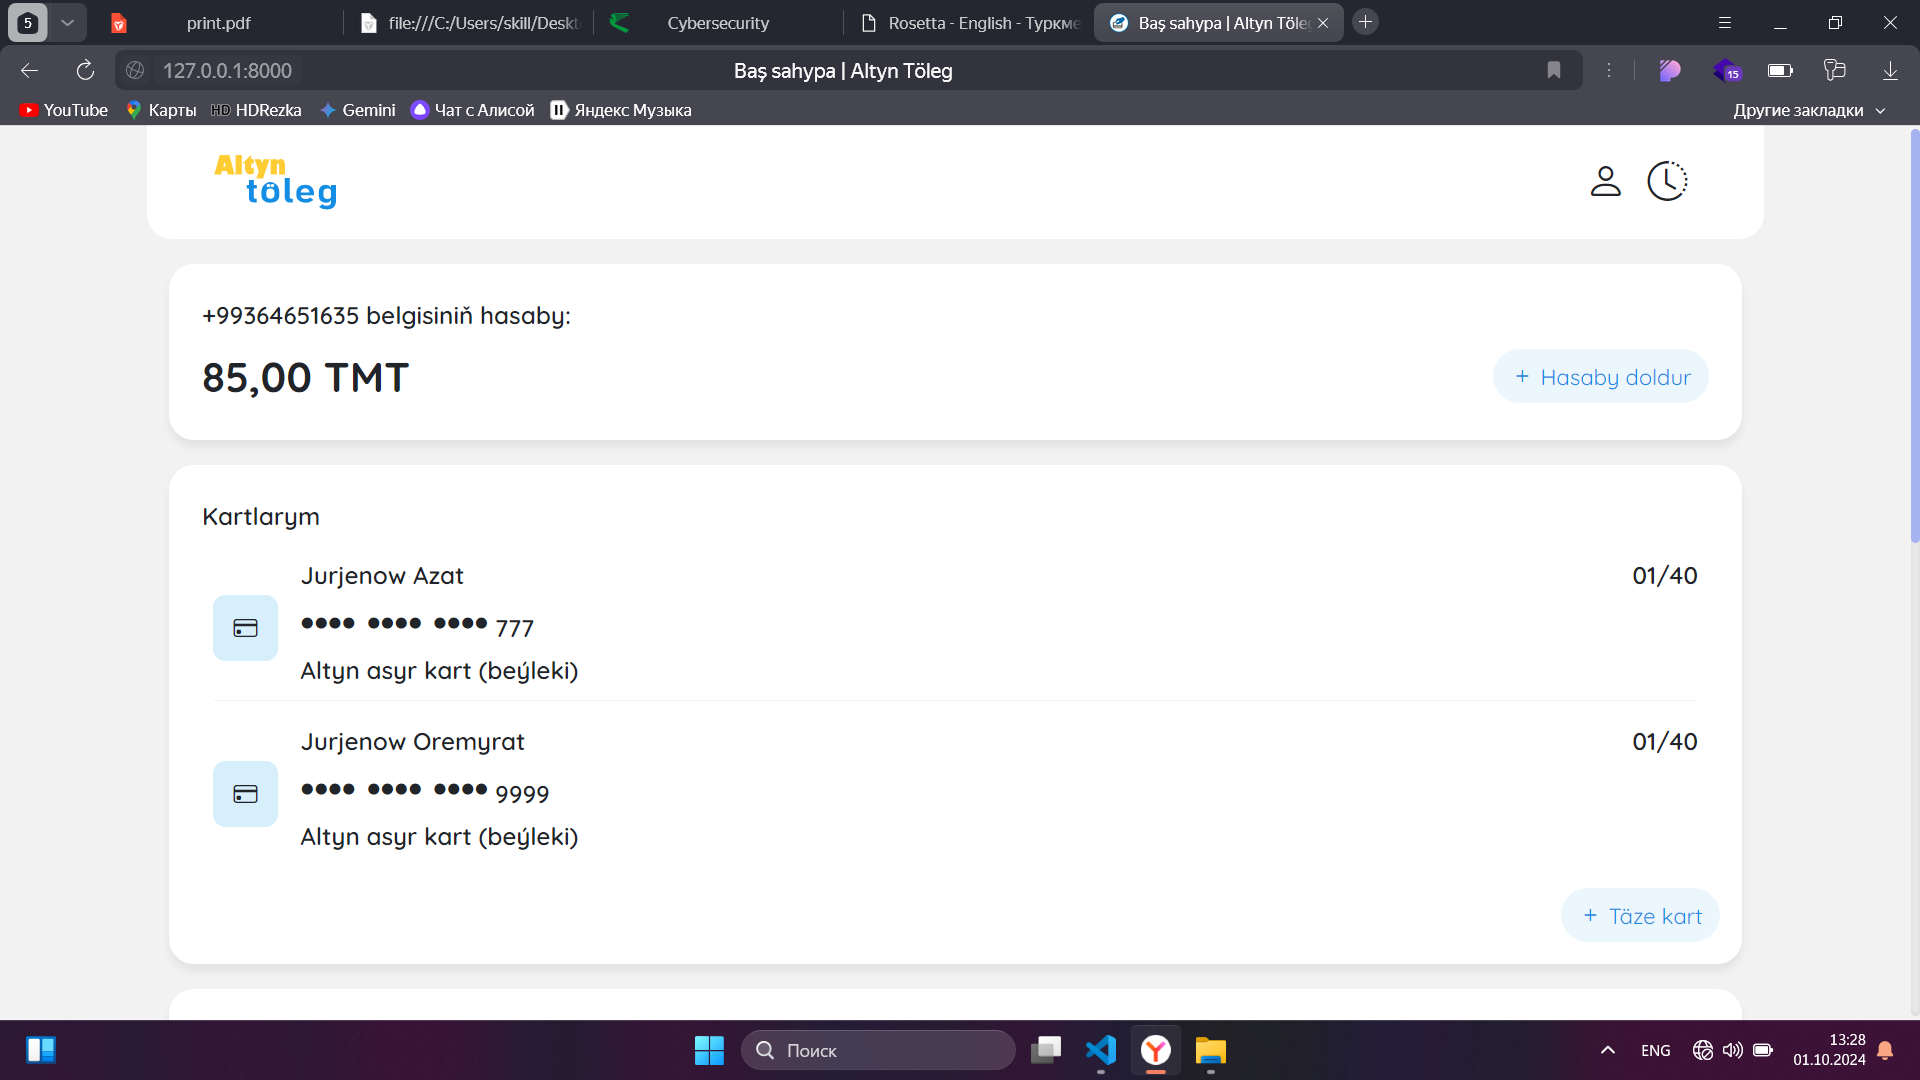 5
print.pdf
file:///C:/Users/skill/Deskt
Cybersecurity
Rosetta - English - Туркме
Baş sahypa | Altyn Töleg
127.0.0.1:8000
Baş sahypa | Altyn Töleg
15
YouTube
Карты
HD HDRezka
Gemini
Чат с Алисой
Яндекс Музыка
Другие закладки
Altyn
töleg
+99364651635 belgisiniň hasaby:
85,00 TMT
+ Hasaby doldur
Kartlarym
Jurjenow Azat
01/40
•••• •••• •••• 777
Altyn asyr kart (beýleki)
Jurjenow Oremyrat
01/40
•••• •••• •••• 9999
Altyn asyr kart (beýleki)
+ Täze kart
Поиск
ENG
13:28
01.10.2024